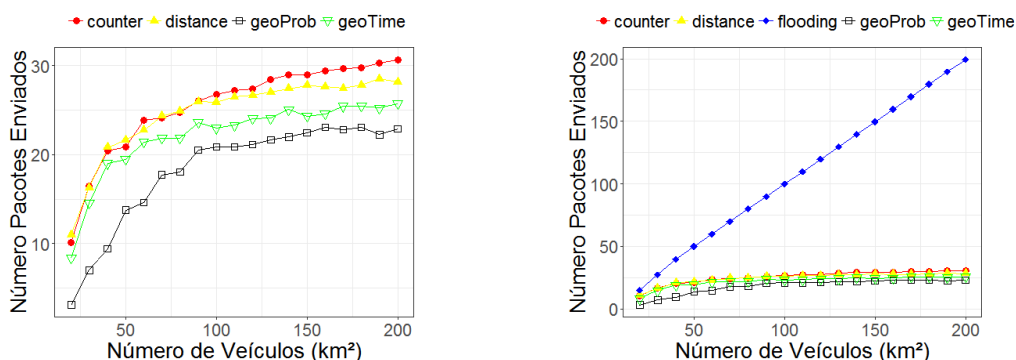 counter distance geoProb geoTime
Número Pacotes Enviados
30
20
10
50 100 150 200
Número de Veículos (km²)
counter distance flooding geoProb geoTime
Número Pacotes Enviados
200
150
100
50
0
50 100 150 200
Número de Veículos (km²)